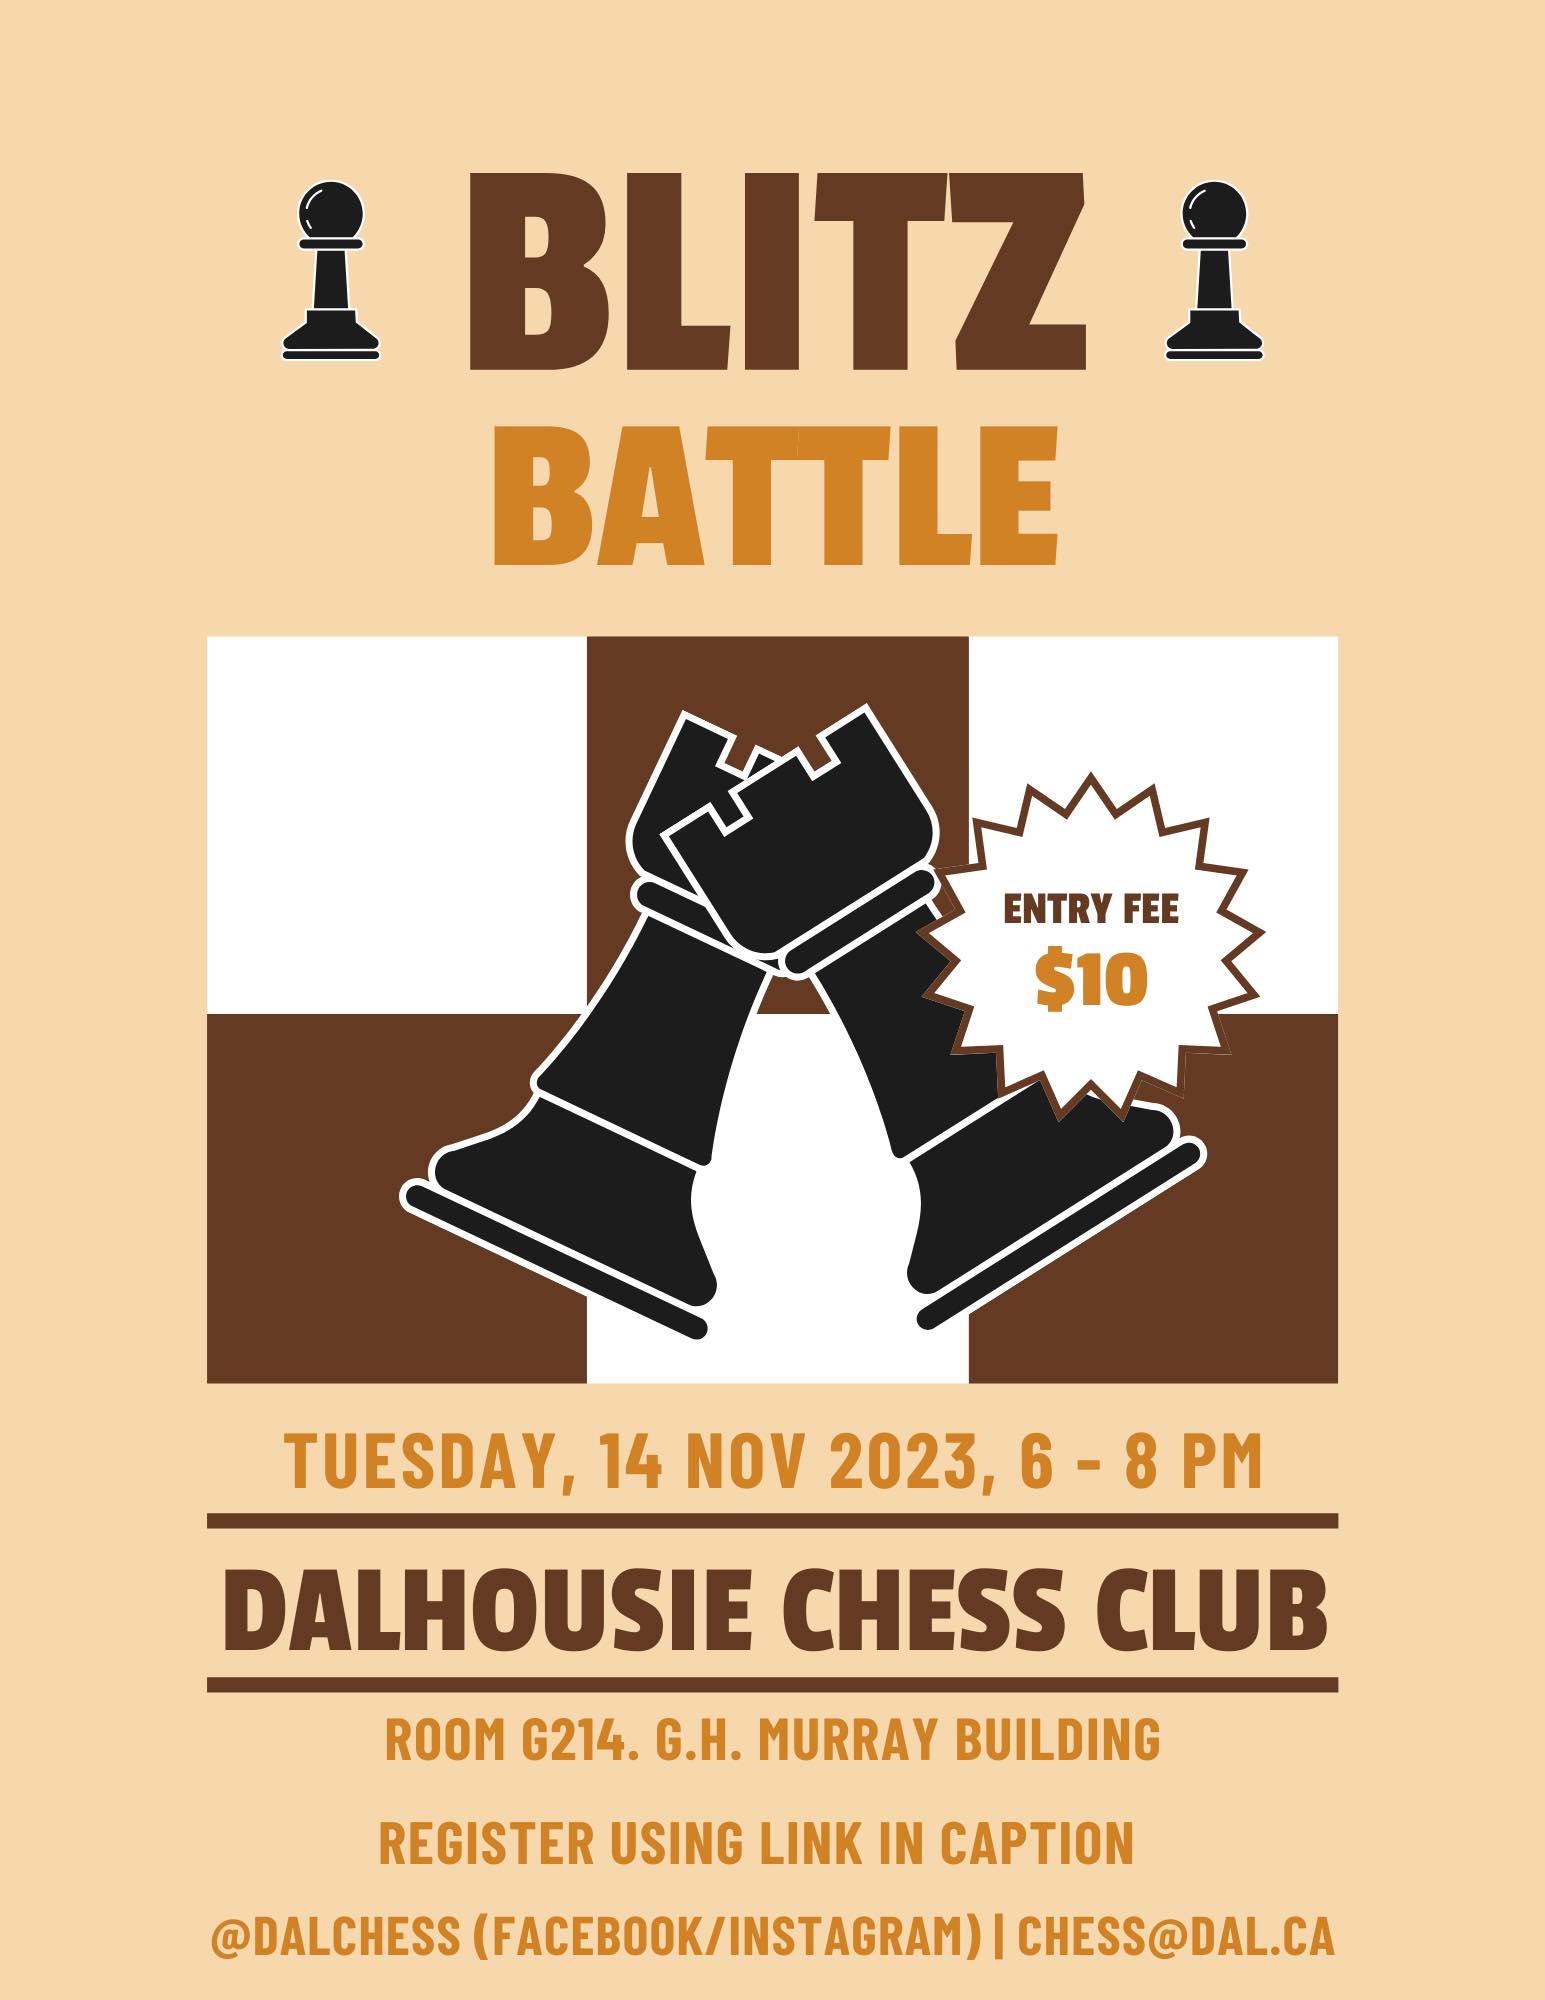 BLITZ
BATTLE
ENTRY FEE
$10
TUESDAY, 14 NOV 2023, 6 - 8 PM
DALHOUSIE CHESS CLUB
ROOM G214. G.H. MURRAY BUILDING
REGISTER USING LINK IN CAPTION
@DALCHESS (FACEBOOK/INSTAGRAM) | CHESS@DAL.CA